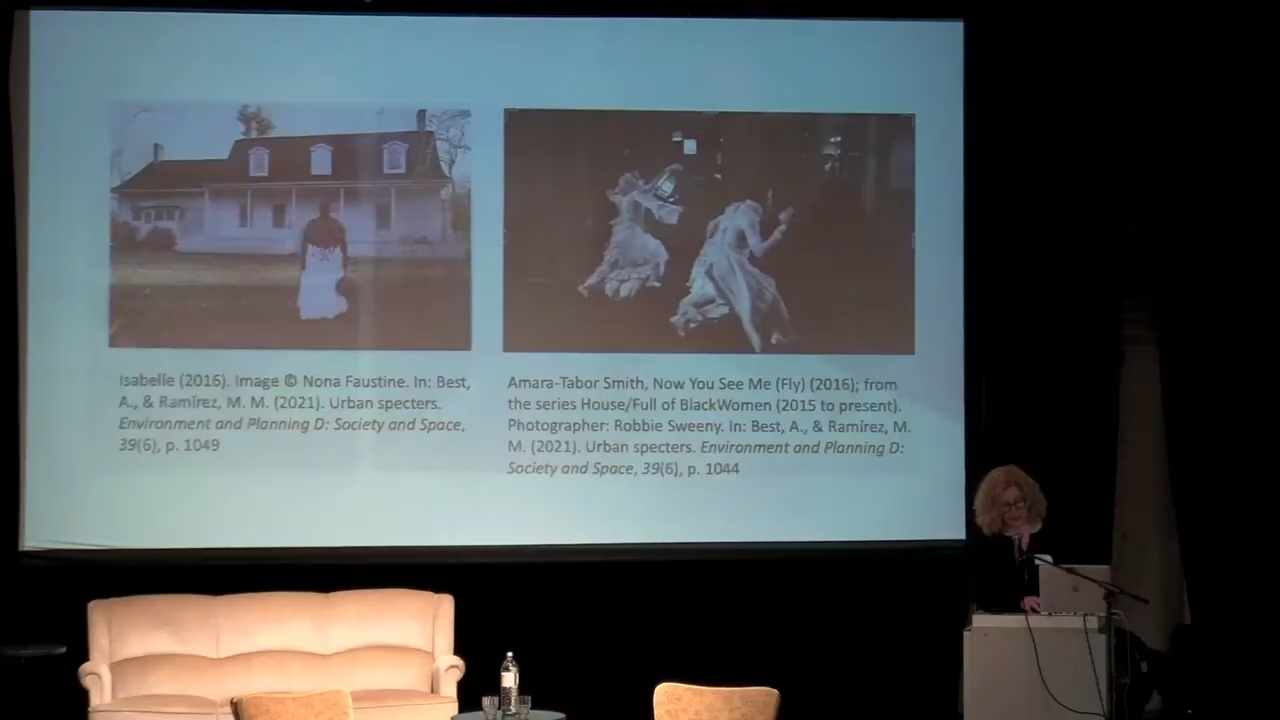 Isabelle (2016). Image © Nona Faustine. In: Best,
A., & Ramírez, M. M. (2021). Urban specters.
Environment and Planning D: Society and Space,
39(6), p. 1049
Amara-Tabor Smith, Now You See Me (Fly) (2016); from
the series House/Full of BlackWomen (2015 to present).
Photographer: Robbie Sweeny. In: Best, A., & Ramírez, M.
M. (2021). Urban specters. Environment and Planning D:
Society and Space, 39(6), p. 1044